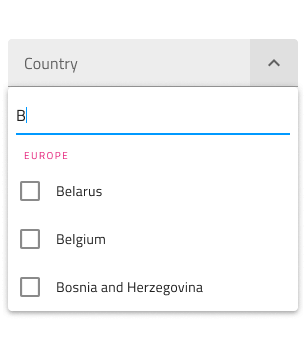 Country
B
EUROPE
Belarus
Belgium
Bosnia and Herzegovina